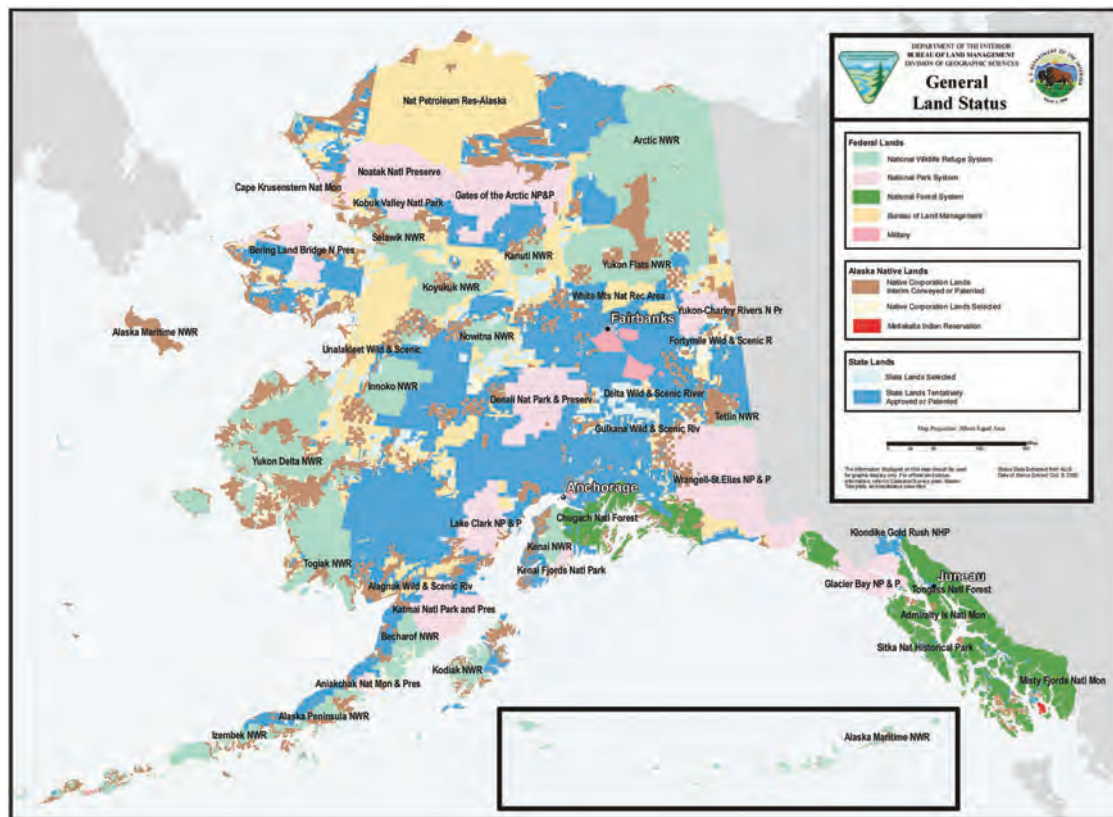 DEPARTMENT OF THE INTERIOR
BUREAU OF LAND MANAGEMENT
DIVISION OF GEOGRAPHIC SCIENCES
General
Land Status
Federal Lands
National Wildlife Refuge System
National Park System
National Forest System
Bureau of Land Management
Military
Alaska Native Lands
Native Corporation Lands
Interim Conveyed or Patented
Native Corporation Lands Selected
Metlakatla Indian Reservation
State Lands
State Lands Selected
State Lands Tentatively
Approved or Patented
Map Projection: Albers Equal Area
Nat Petroleum Res-Alaska
Arctic NWR
Noatak Natl Preserve
Cape Krusenstern Nat Mon
Gates of the Arctic NP&P
Kobuk Valley Natl Park
Selawik NWR
Bering Land Bridge N Pres
Kanuti NWR
Yukon Flats NWR
Koyukuk NWR
White Mts Nat Rec Area
Yukon-Charley Rivers N Pr
Alaska Maritime NWR
Fairbanks
Nowitna NWR
Fortymile Wild & Scenic R
Unalakleet Wild & Scenic
Innoko NWR
Denali Nat Park & Preserv
Delta Wild & Scenic River
Tetlin NWR
Gulkana Wild & Scenic Riv
Yukon Delta NWR
Wrangell-St.Elias NP & P
Anchorage
Chugach Natl Forest
Lake Clark NP & P
Klondike Gold Rush NHP
Kenai NWR
Togiak NWR
Kenai Fjords Natl Park
Juneau
Glacier Bay NP & P
Alagnak Wild & Scenic Riv
Tongass Natl Forest
Katmai Natl Park and Pres
Admiralty Is Natl Mon
Becharof NWR
Sitka Nat Historical Park
Kodiak NWR
Aniakchak Nat Mon & Pres
Misty Fjords Natl Mon
Alaska Peninsula NWR
Izembek NWR
Alaska Maritime NWR